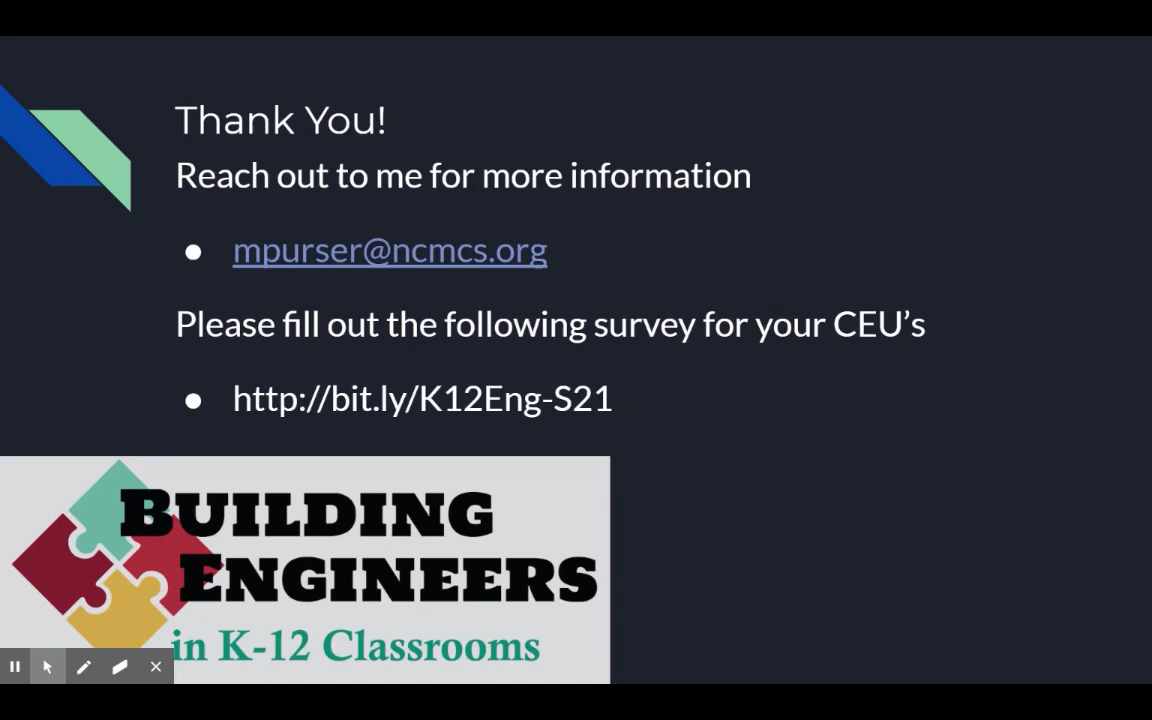 Thank You!
Reach out to me for more information
● mpurser@ncmcs.org
Please fill out the following survey for your CEU’s
● http://bit.ly/K12Eng-S21
BUILDING
ENGINEERS
in K-12 Classrooms